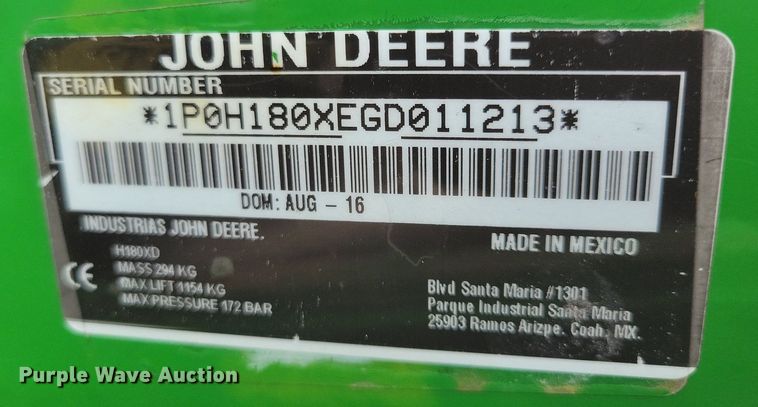 JOHN DEERE
SERIAL NUMBER
*1P0H180XEGD011213*
DOM: AUG - 16
INDUSTRIAS JOHN DEERE.
MADE IN MEXICO
H180XD
MASS 294 KG
MAX LIFT 1154 KG
MAX PRESSURE 172 BAR
CE
Blvd Santa Maria #1301
Parque Industrial Santa Maria
25903 Ramos Arizpe. Coah, MX.
Purple Wave Auction